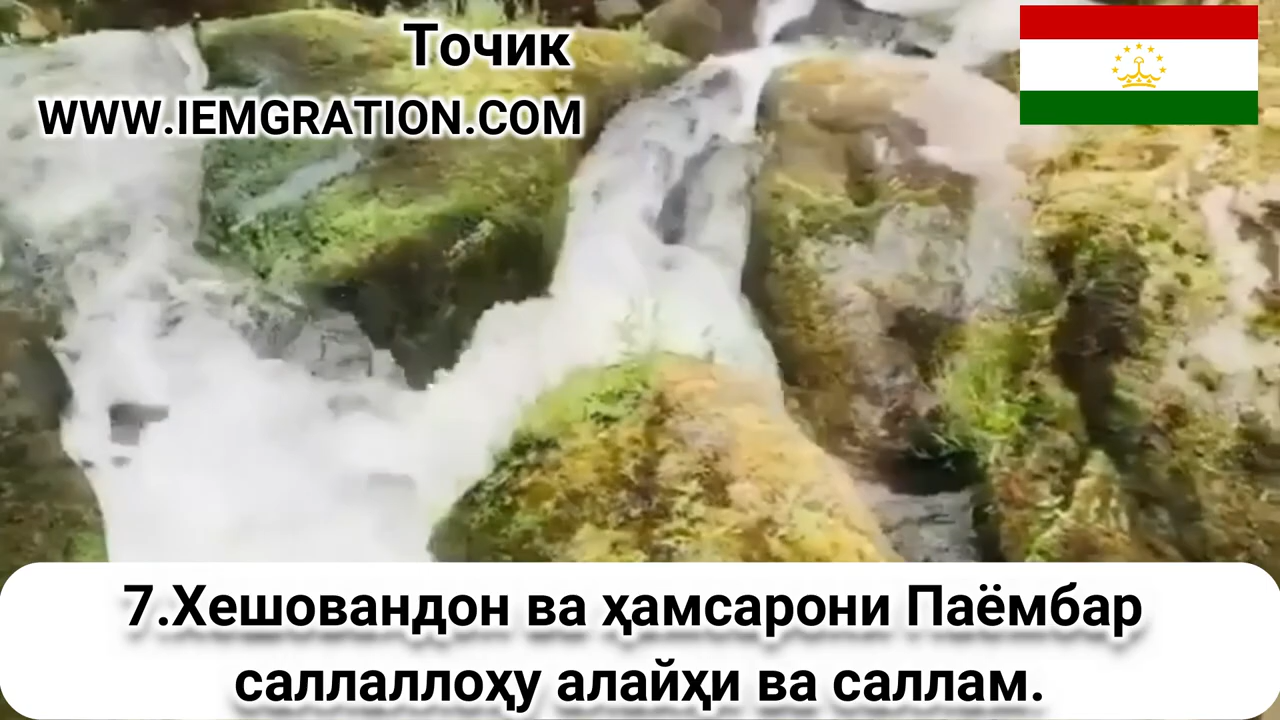 Точик
WWW.IEMGRATION.COM
7.Хешовандон ва ҳамсарони Паёмбар
саллаллоҳу алайҳи ва саллам.